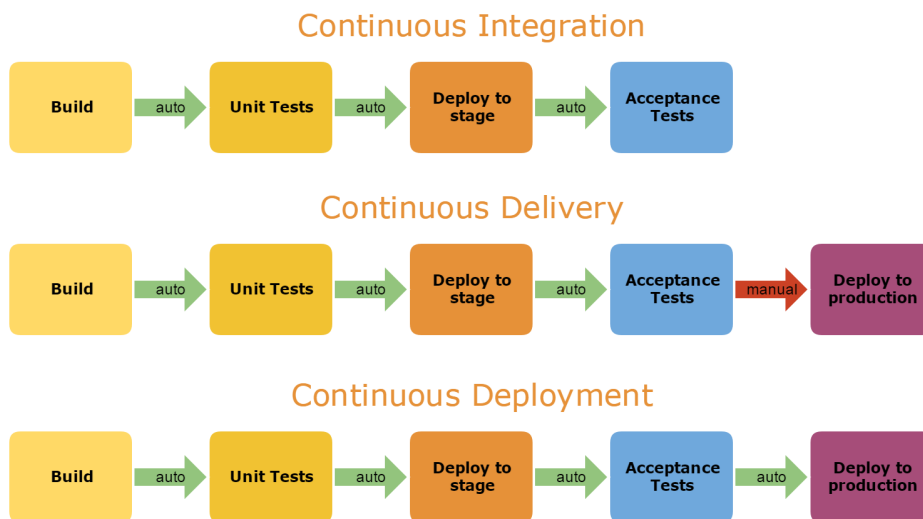 Continuous Integration
Build
auto
Unit Tests
auto
Deploy to
stage
auto
Acceptance
Tests
Continuous Delivery
Build
auto
Unit Tests
auto
Deploy to
stage
auto
Acceptance
Tests
manual
Deploy to
production
Continuous Deployment
Build
auto
Unit Tests
auto
Deploy to
stage
auto
Acceptance
Tests
auto
Deploy to
production